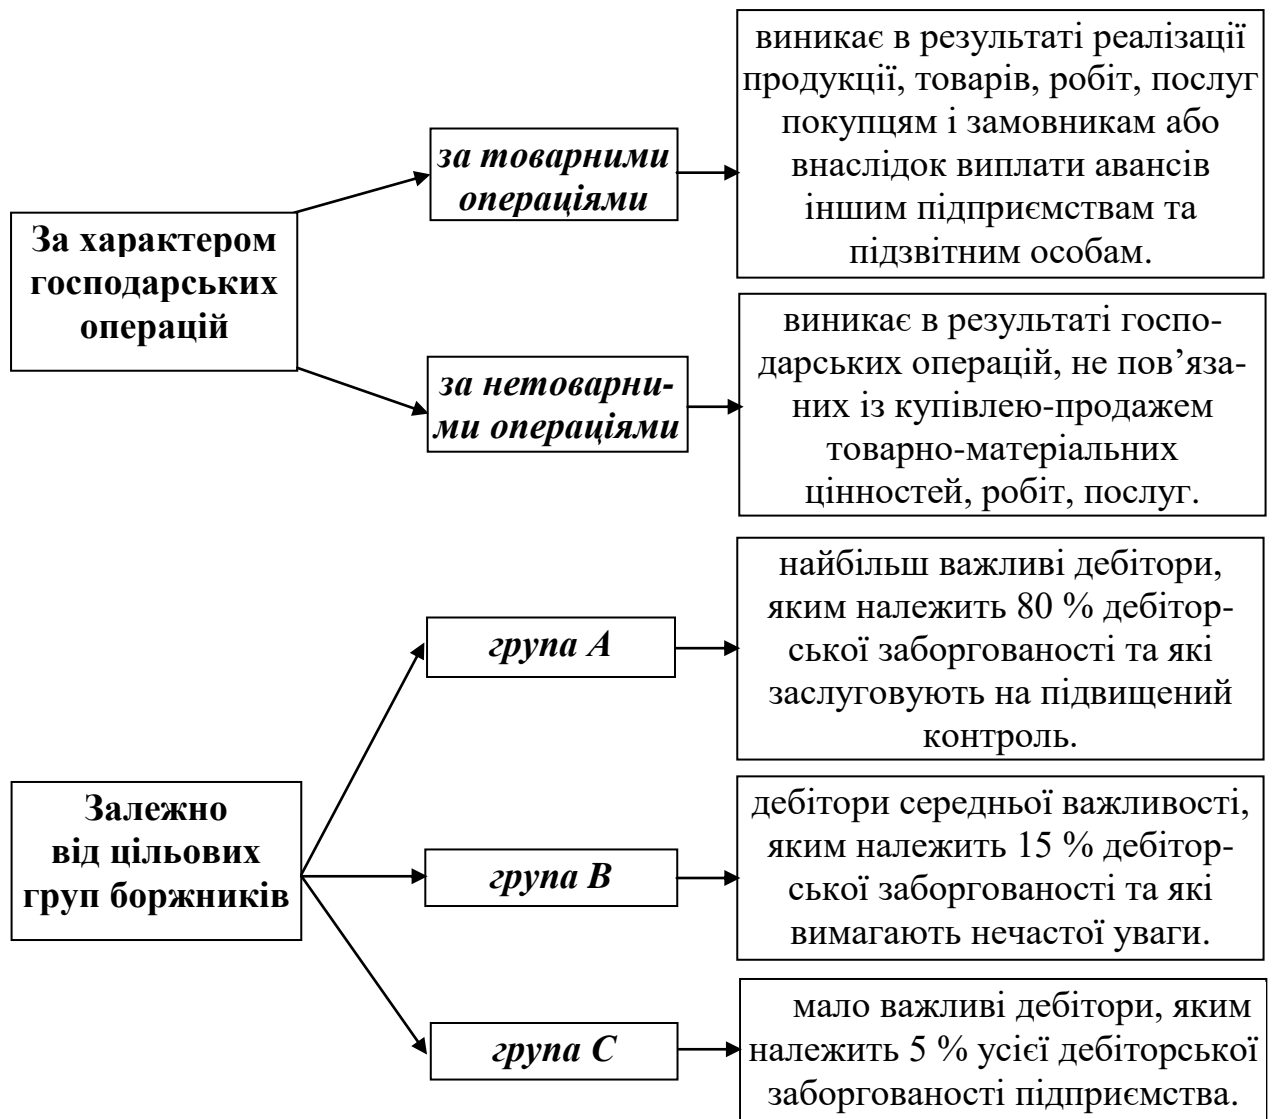 За характером
господарських
операцій
за товарними
операціями
виникає в результаті реалізації
продукції, товарів, робіт, послуг
покупцям і замовникам або
внаслідок виплати авансів
іншим підприємствам та
підзвітним особам.
за нетоварни-
ми операціями
виникає в результаті госпо-
дарських операцій, не пов’яза-
них із купівлею-продажем
товарно-матеріальних
цінностей, робіт, послуг.
Залежно
від цільових
груп боржників
група А
найбільш важливі дебітори,
яким належить 80 % дебітор-
ської заборгованості та які
заслуговують на підвищений
контроль.
група В
дебітори середньої важливості,
яким належить 15 % дебітор-
ської заборгованості та які
вимагають нечастої уваги.
група С
мало важливі дебітори, яким
належить 5 % усієї дебіторської
заборгованості підприємства.